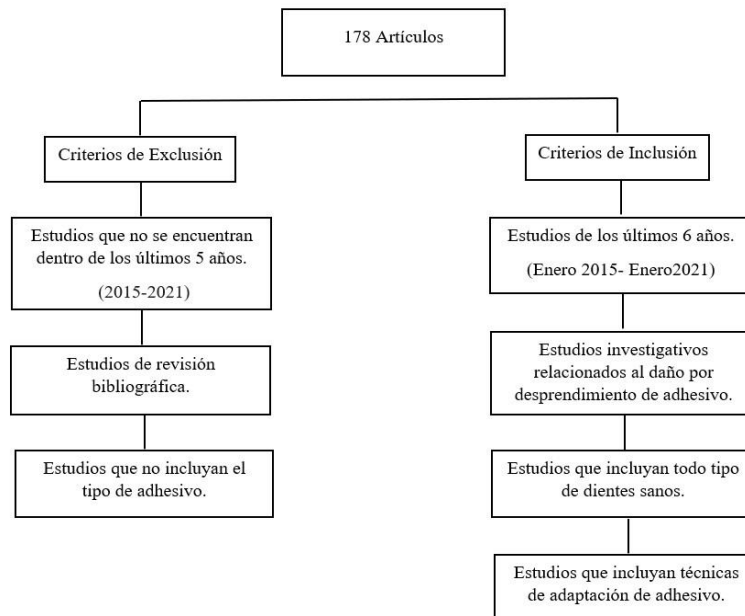 178 Artículos
Criterios de Exclusión
Estudios que no se encuentran
dentro de los últimos 5 años.
(2015-2021)
Estudios de revisión
bibliográfica.
Estudios que no incluyan el
tipo de adhesivo.
Criterios de Inclusión
Estudios de los últimos 6 años.
(Enero 2015- Enero2021)
Estudios investigativos
relacionados al daño por
desprendimiento de adhesivo.
Estudios que incluyan todo tipo
de dientes sanos.
Estudios que incluyan técnicas
de adaptación de adhesivo.